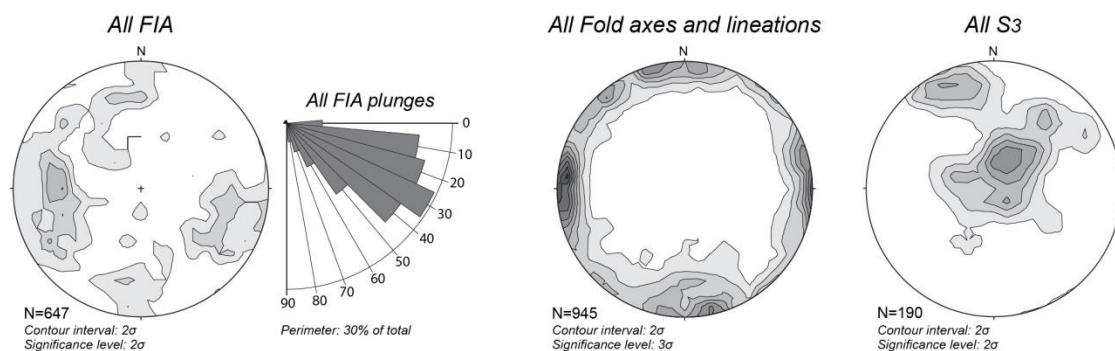 All FIA
N
N=647
Contour interval: 2σ
Significance level: 2σ
All FIA plunges
0
10
20
30
40
50
60
70
80
90
Perimeter: 30% of total
All Fold axes and lineations
N
N=945
Contour interval: 2σ
Significance level: 3σ
All S3
N
N=190
Contour interval: 2σ
Significance level: 2σ